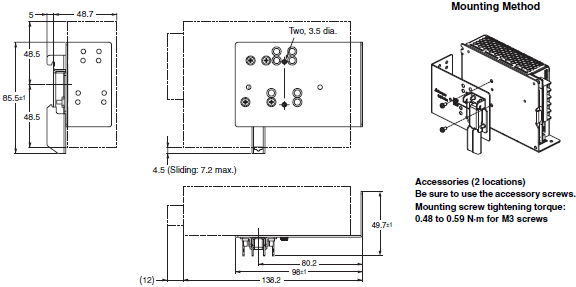 Mounting Method
5
48.7
Two, 3.5 dia.
48.5
85.5±1
48.5
4.5 (Sliding: 7.2 max.)
Accessories (2 locations)
Be sure to use the accessory screws.
Mounting screw tightening torque:
0.48 to 0.59 N·m for M3 screws
49.7±1
80.2
98±1
(12)
138.2